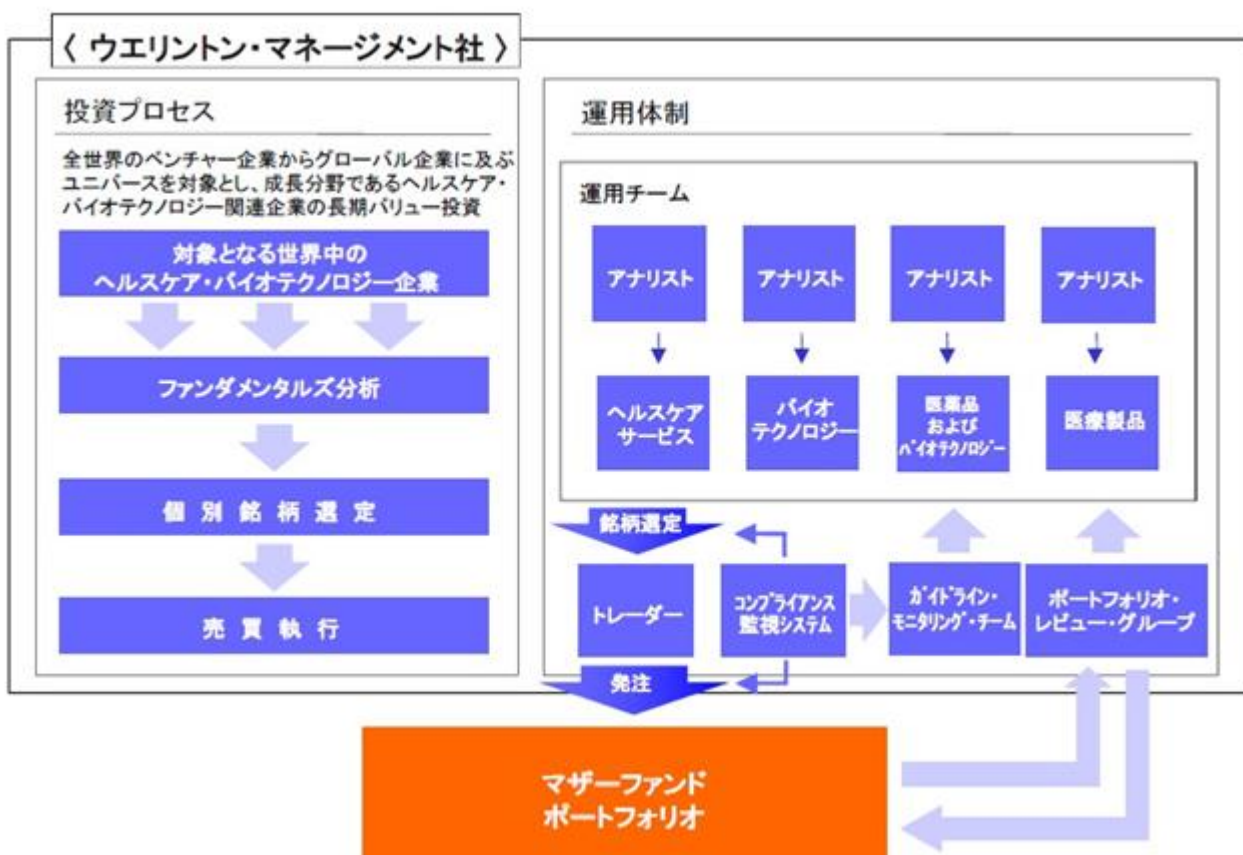 〈 ウエリントン・マネージメント社 〉
投資プロセス
全世界のベンチャー企業からグローバル企業に及ぶ
ユニバースを対象とし、成長分野であるヘルスケア・
バイオテクノロジー関連企業の長期バリュー投資
対象となる世界中の
ヘルスケア・バイオテクノロジー企業
ファンダメンタルズ分析
個 別 銘 柄 選 定
売 買 執 行
運用体制
運用チーム
アナリスト
アナリスト
アナリスト
アナリスト
ヘルスケア
サービス
バイオ
テクノロジー
医薬品
および
バイオテクノロジー
医療製品
銘柄選定
トレーダー
コンプライアンス
監視システム
ガイドライン・
モニタリング・チーム
ポートフォリオ・
レビュー・グループ
発注
マザーファンド
ポートフォリオ